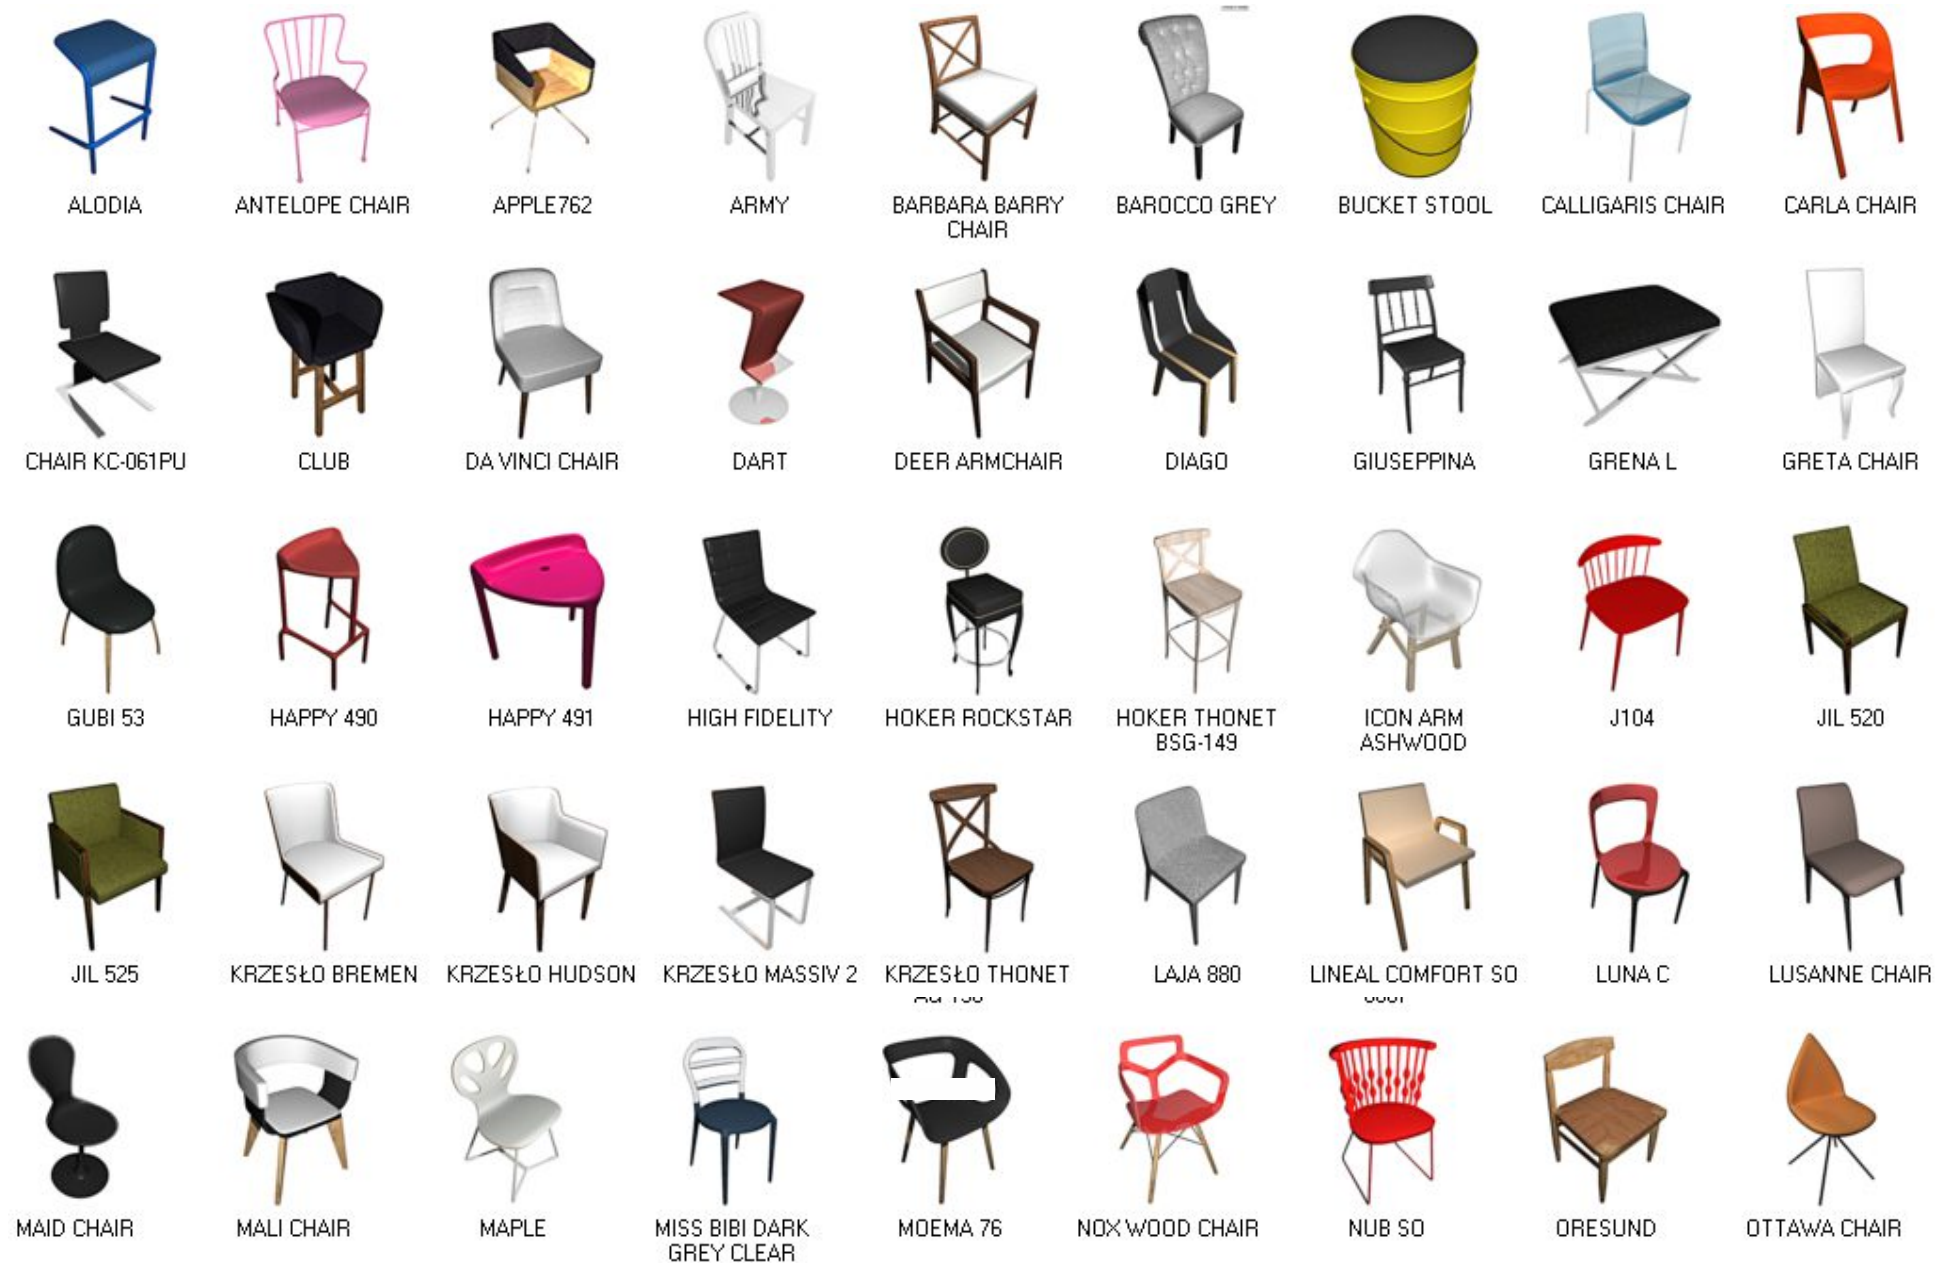 ALODIA
ANTELOPE CHAIR
APPLE762
ARMY
BARBARA BARRY
CHAIR
BAROCCO GREY
BUCKET STOOL
CALLIGARIS CHAIR
CARLA CHAIR
CHAIR KC-061PU
CLUB
DA VINCI CHAIR
DART
DEER ARMCHAIR
DIAGO
GIUSEPPINA
GRENA L
GRETA CHAIR
GUBI 53
HAPPY 490
HAPPY 491
HIGH FIDELITY
HOKER ROCKSTAR
HOKER THONET
BSG-149
ICON ARM
ASHWOOD
J104
JIL 520
JIL 525
KRZESŁO BREMEN
KRZESŁO HUDSON
KRZESŁO MASSIV 2
KRZESŁO THONET
LAJA 880
LINEAL COMFORT SO
LUNA C
LUSANNE CHAIR
MAID CHAIR
MALI CHAIR
MAPLE
MISS BIBI DARK
GREY CLEAR
MOEMA 76
NOX WOOD CHAIR
NUB SO
ORESUND
OTTAWA CHAIR